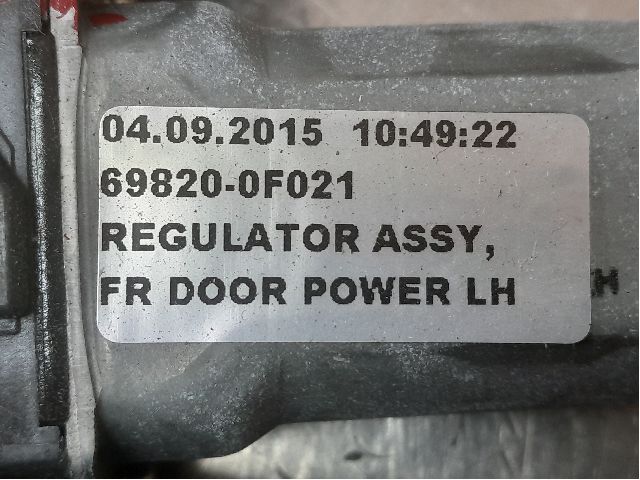 04.09.2015 10:49:22
69820-0F021
REGULATOR ASSY,
FR DOOR POWER LH
H